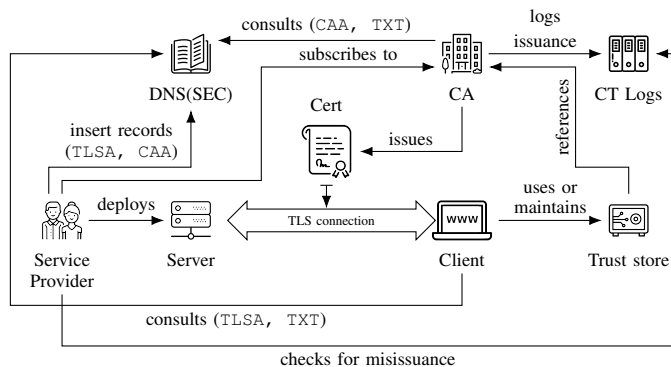 consults (CAA, TXT)
logs
issuance
subscribes to
DNS(SEC)
CA
CT Logs
Cert
insert records
(TLSA, CAA)
issues
references
deploys
uses or
maintains
TLS connection
www
Service
Provider
Server
Client
Trust store
consults (TLSA, TXT)
checks for misissuance